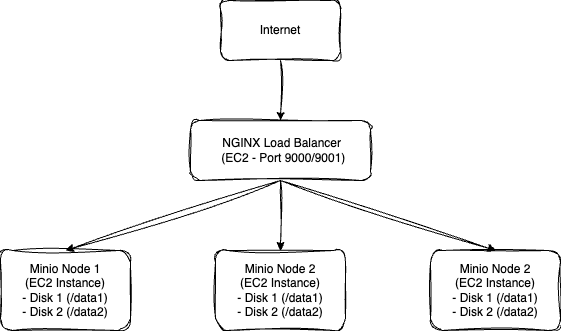 Internet
NGINX Load Balancer
(EC2 - Port 9000/9001)
Minio Node 1
(EC2 Instance)
- Disk 1 (/data1)
- Disk 2 (/data2)
Minio Node 2
(EC2 Instance)
- Disk 1 (/data1)
- Disk 2 (/data2)
Minio Node 2
(EC2 Instance)
- Disk 1 (/data1)
- Disk 2 (/data2)